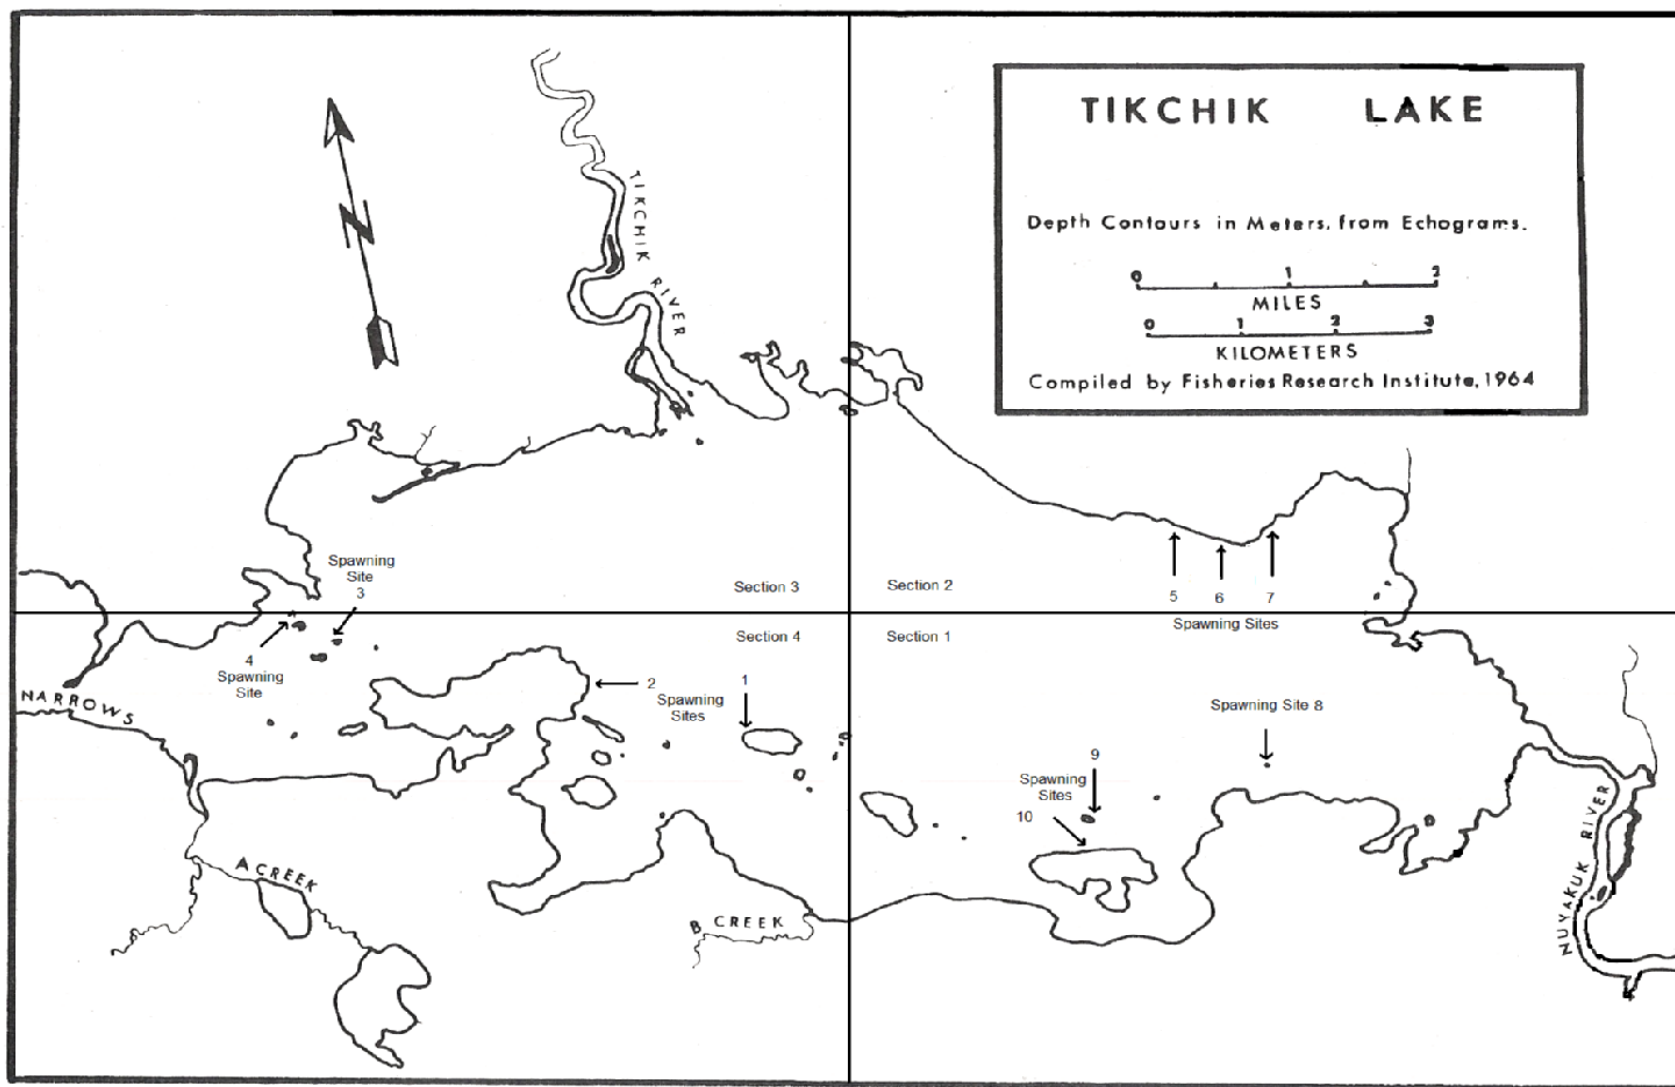 TIKCHIK LAKE
Depth Contours in Meters, from Echograms.
0 1 2
MILES
0 1 2 3
KILOMETERS
Compiled by Fisheries Research Institute, 1964
TIKCHIK RIVER
N
Spawning
Site
3
Section 3
Section 2
5 6 7
Spawning Sites
Section 4
Section 1
4
Spawning
Site
NARROWS
2
Spawning
Sites
1
Spawning Site 8
9
Spawning
Sites
10
A CREEK
B CREEK
NUYAKUK RIVER